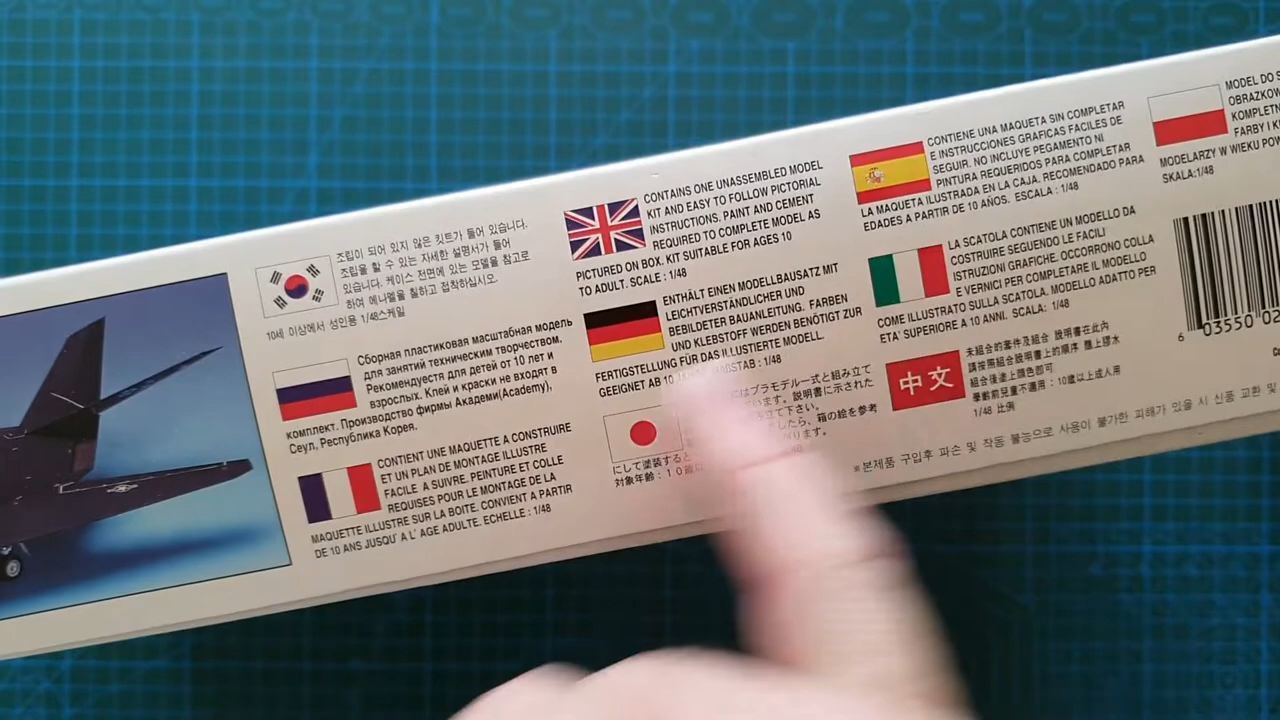 조립이 되어 있지 않은 킷트가 들어 있습니다.
조립을 할 수 있는 자세한 설명서가 들어
있습니다. 케이스 전면에 있는 모델을 참고로
하여 에나멜을 칠하고 접착하십시오.
10세 이상에서 성인용 1/48스케일
Сборная пластиковая масштабная модель
для занятий техническим творчеством.
Рекомендуестя для детей от 10 лет и
взрослых. Клей и краски не входят в
комплект. Производство фирмы Академи(Academy),
Сеул, Республика Корея.
CONTIENT UNE MAQUETTE A CONSTRUIRE
ET UN PLAN DE MONTAGE ILLUSTRE
FACILE A SUIVRE. PEINTURE ET COLLE
REQUISES POUR LE MONTAGE DE LA
MAQUETTE ILLUSTRE SUR LA BOITE. CONVIENT A PARTIR
DE 10 ANS JUSQU' A L' AGE ADULTE. ECHELLE : 1/48
CONTAINS ONE UNASSEMBLED MODEL
KIT AND EASY TO FOLLOW PICTORIAL
INSTRUCTIONS. PAINT AND CEMENT
REQUIRED TO COMPLETE MODEL AS
PICTURED ON BOX. KIT SUITABLE FOR AGES 10
TO ADULT. SCALE : 1/48
ENTHÄLT EINEN MODELLBAUSATZ MIT
LEICHTVERSTÄNDLICHER UND
BEBILDETER BAUANLEITUNG. FARBEN
UND KLEBSTOFF WERDEN BENÖTIGT ZUR
FERTIGSTELLUNG FÜR DAS ILLUSTIERTE MODELL.
GEEIGNET AB 10 : 1/48
はプラモデル一式と組み立て
います。説明書に示された
立て下さい。
したら、箱の絵を参考
にして塗装すると
対象年齢：１０歳
CONTIENE UNA MAQUETA SIN COMPLETAR
E INSTRUCCIONES GRAFICAS FACILES DE
SEGUIR. NO INCLUYE PEGAMENTO NI
PINTURA REQUERIDOS PARA COMPLETAR
LA MAQUETA ILUSTRADA EN LA CAJA. RECOMENDADO PARA
EDADES A PARTIR DE 10 AÑOS. ESCALA : 1/48
LA SCATOLA CONTIENE UN MODELLO DA
COSTRUIRE SEGUENDO LE FACILI
ISTRUZIONI GRAFICHE. OCCORRONO COLLA
E VERNICI PER COMPLETARE IL MODELLO
COME ILLUSTRATO SULLA SCATOLA. MODELLO ADATTO PER
ETA' SUPERIORE A 10 ANNI. SCALA: 1/48
中文
未組合的套件及組合 說明書在此內
請按照組合說明書上的順序 塗上膠水
組合後塗上顏色即可
學齡前兒童不適用：10歲以上成人用
1/48 比例
※본제품 구입후 파손 및 작동 불능으로 사용이 불가한 피해가 있을 시 신품 교환 및
MODEL DO S
OBRAZKOW
KOMPLETN
FARBY I K
MODELARZY W WIEKU POW
SKALA:1/48
6 03550 02